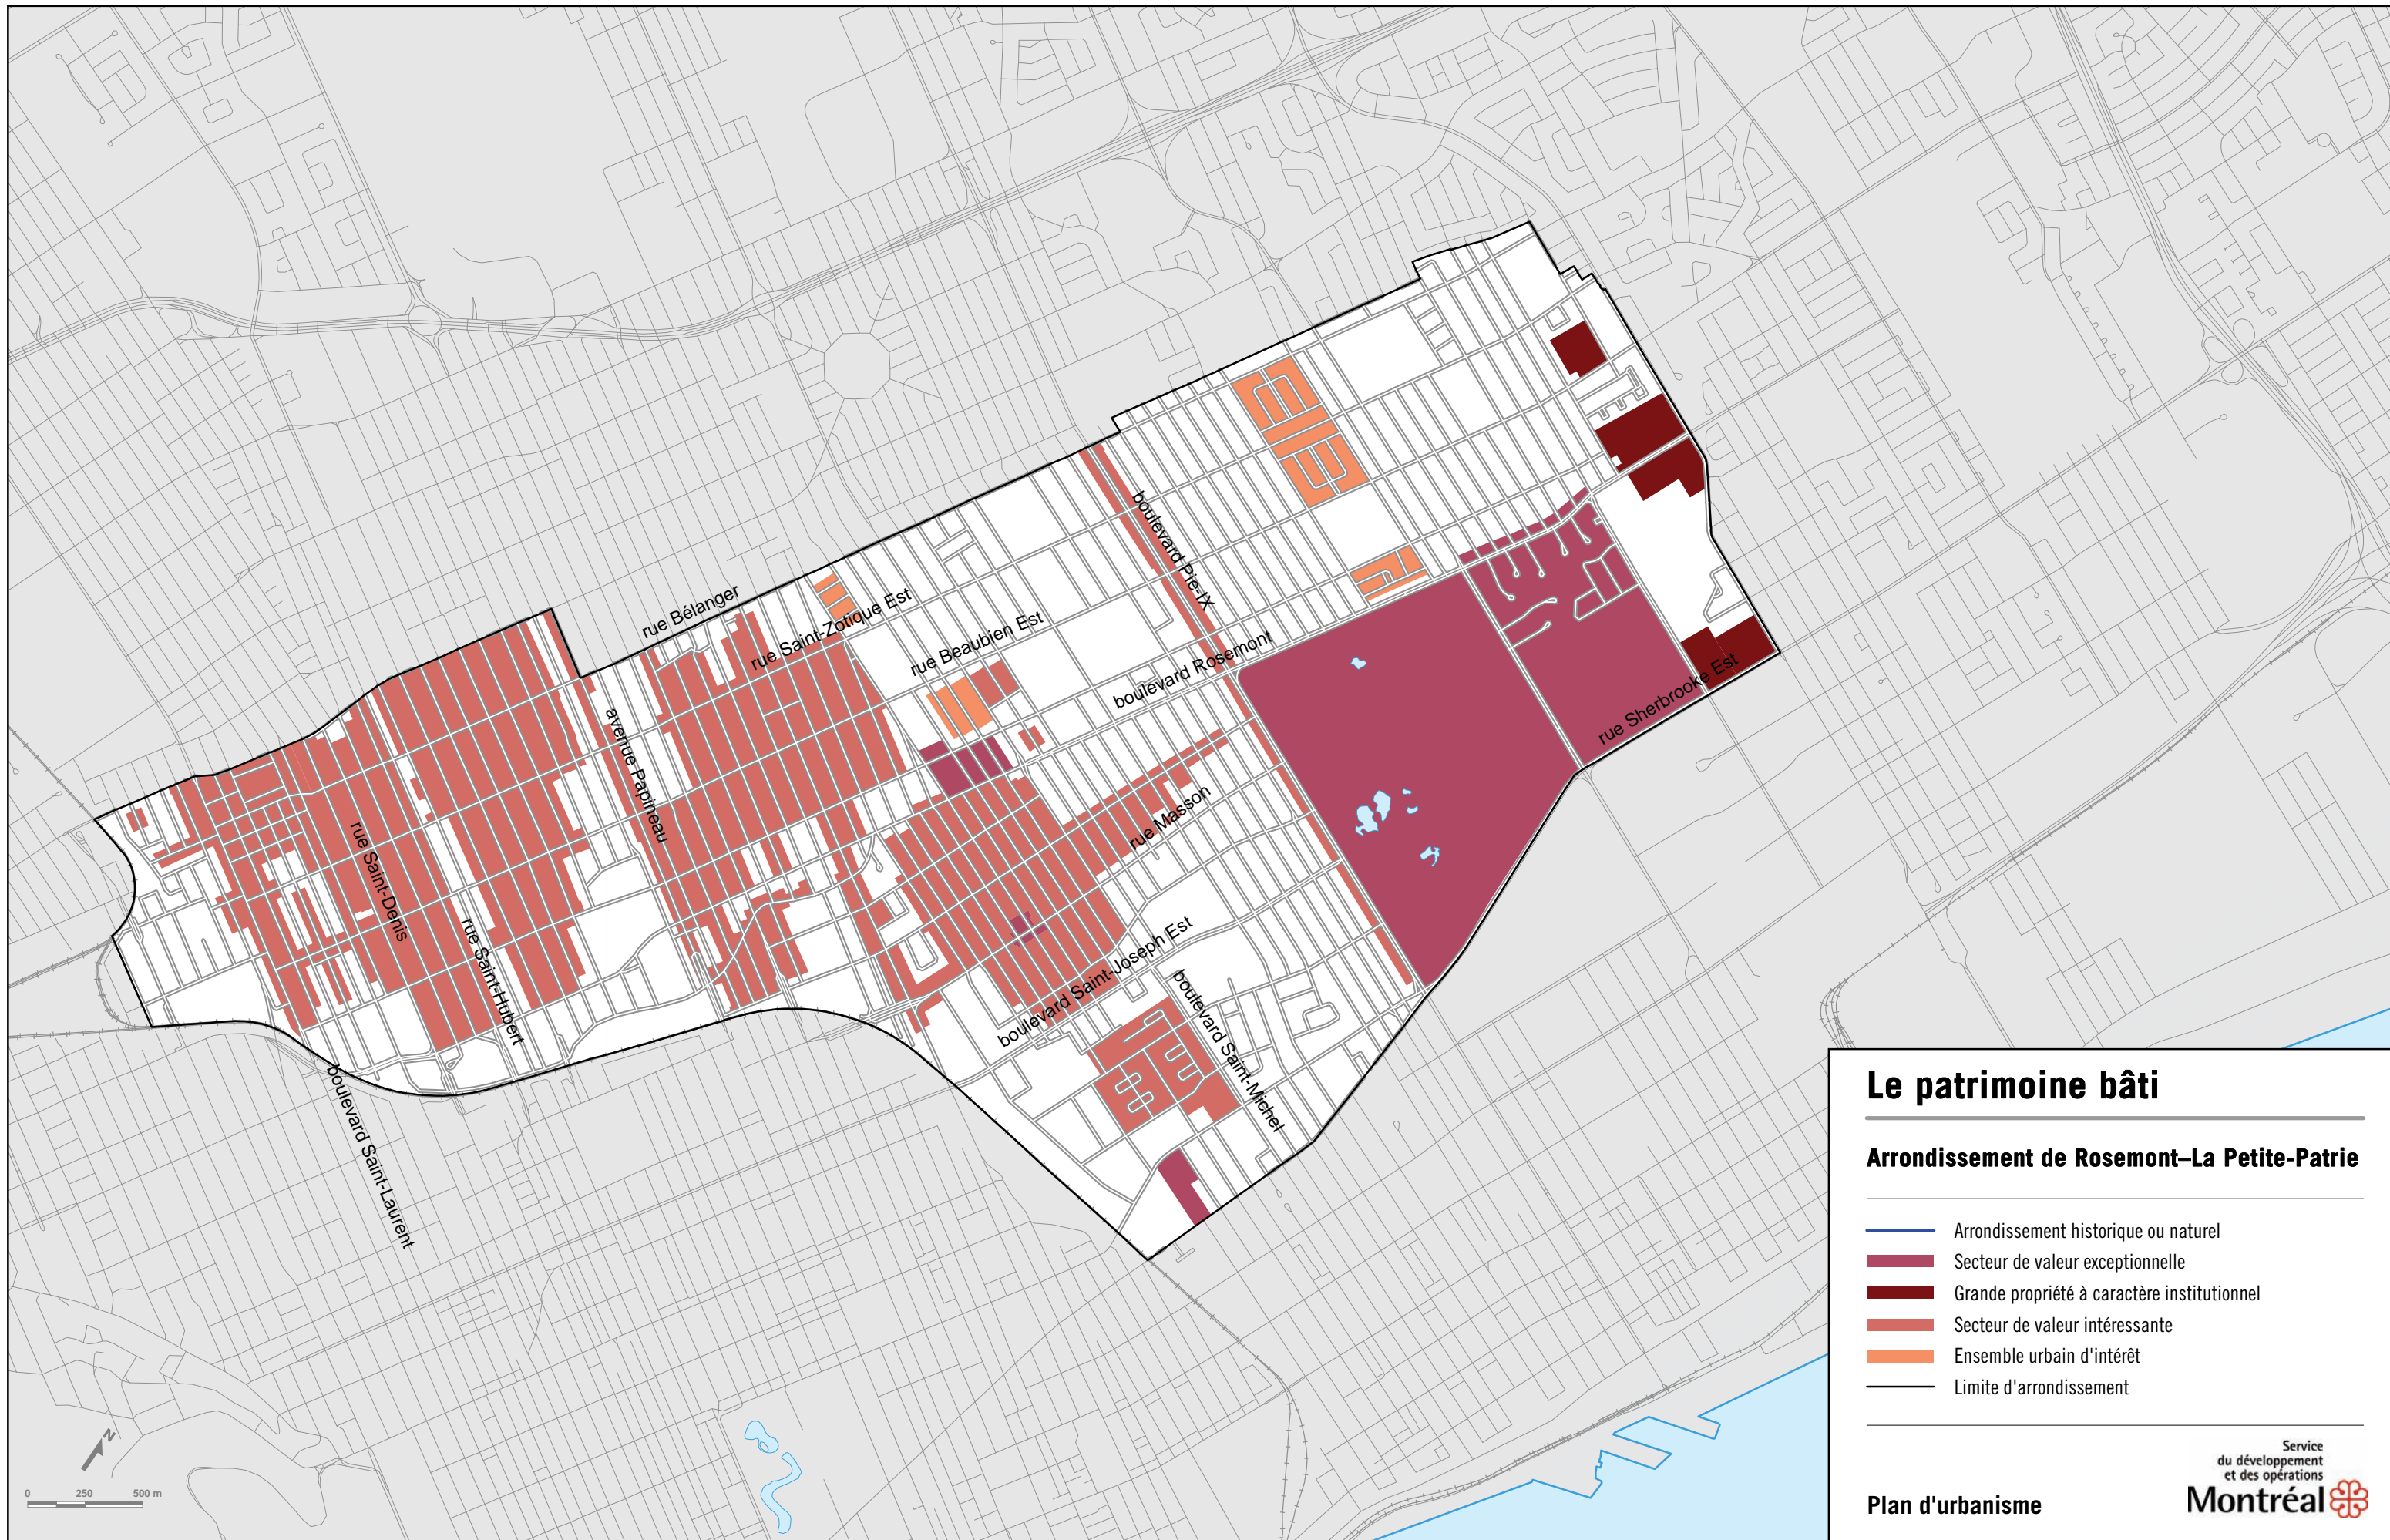 rue Bélanger
rue Saint-Zotique Est
rue Beaubien Est
boulevard Pie-IX
boulevard Rosemont
avenue Papineau
rue Sherbrooke Est
rue Masson
rue Saint-Denis
rue Saint-Hubert
boulevard Saint-Joseph Est
boulevard Saint-Michel
boulevard Saint-Laurent
N
0 250 500 m
Le patrimoine bâti
Arrondissement de Rosemont–La Petite-Patrie
Arrondissement historique ou naturel
Secteur de valeur exceptionnelle
Grande propriété à caractère institutionnel
Secteur de valeur intéressante
Ensemble urbain d'intérêt
Limite d'arrondissement
Plan d'urbanisme
Service
du développement
et des opérations
Montréal